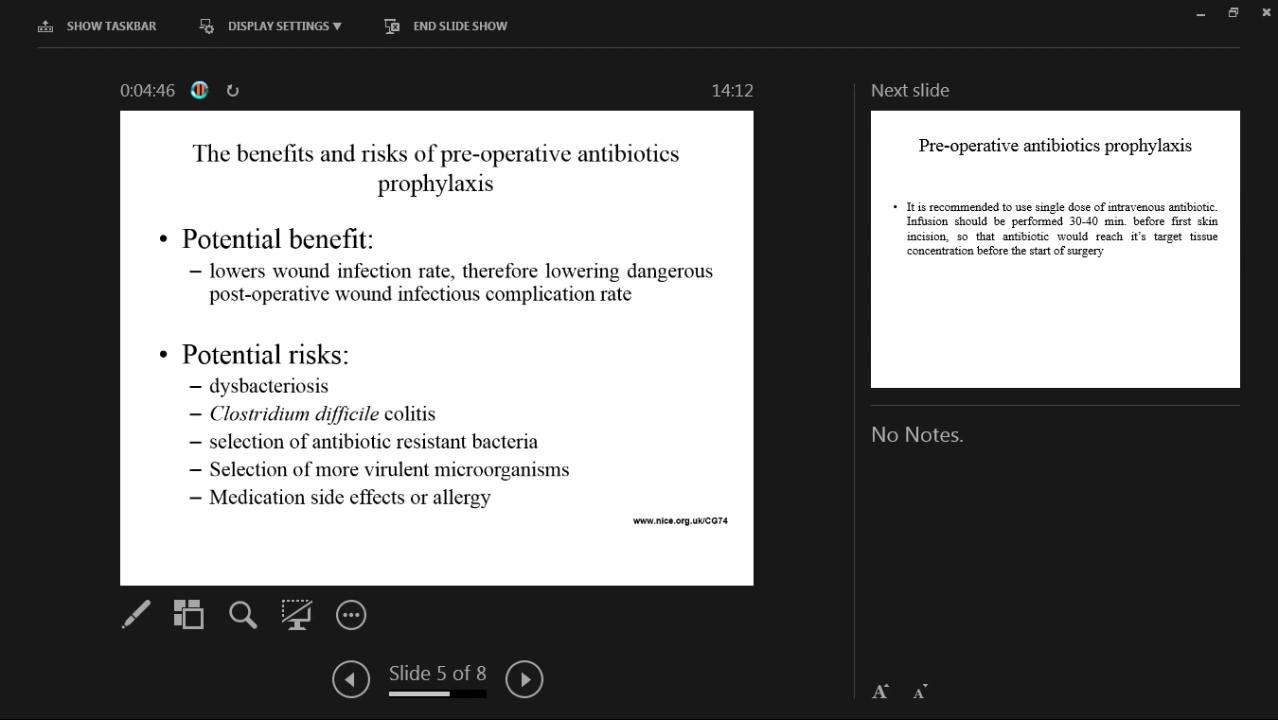 SHOW TASKBAR
DISPLAY SETTINGS ▼
END SLIDE SHOW
0:04:46
14:12
The benefits and risks of pre-operative antibiotics
prophylaxis
• Potential benefit:
– lowers wound infection rate, therefore lowering dangerous
post-operative wound infectious complication rate
• Potential risks:
– dysbacteriosis
– Clostridium difficile colitis
– selection of antibiotic resistant bacteria
– Selection of more virulent microorganisms
– Medication side effects or allergy
www.nice.org.uk/CG74
Slide 5 of 8
Next slide
Pre-operative antibiotics prophylaxis
• It is recommended to use single dose of intravenous antibiotic.
Infusion should be performed 30-40 min. before first skin
incision, so that antibiotic would reach it's target tissue
concentration before the start of surgery
No Notes.
A A